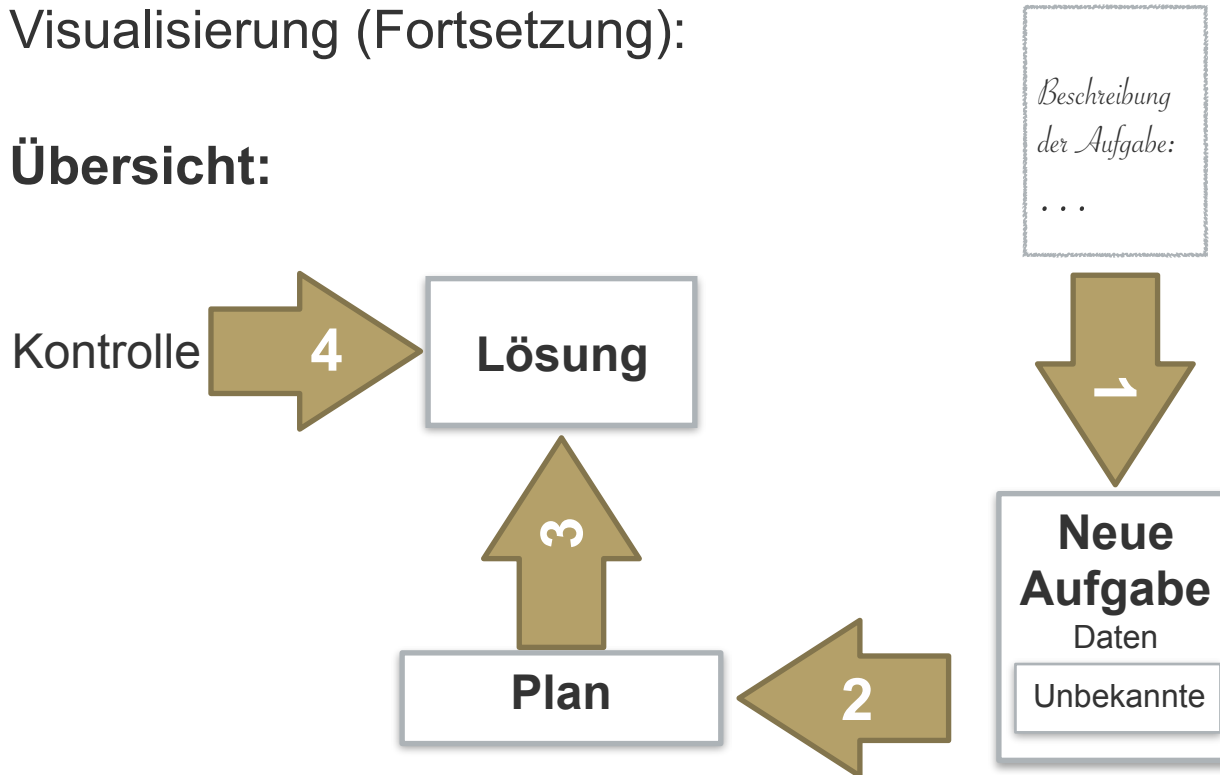 Visualisierung (Fortsetzung):
Übersicht:
Beschreibung
der Aufgabe:
. . .
Kontrolle
4
Lösung
1
3
Neue
Aufgabe
Daten
Unbekannte
Plan
2